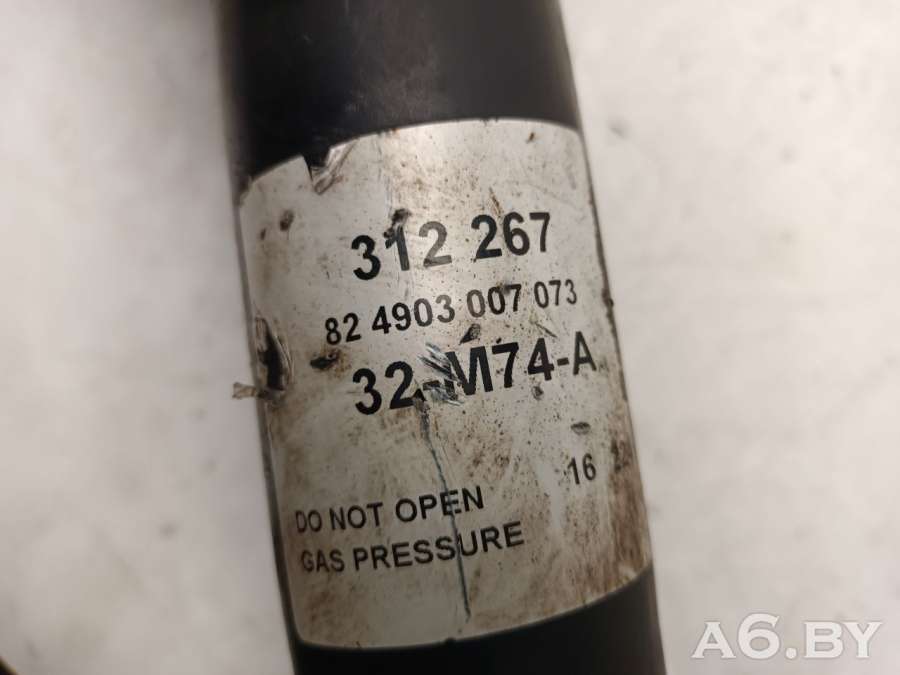 312 267
82 4903 007 073
32-M74-A
16
DO NOT OPEN
GAS PRESSURE
A6.BY